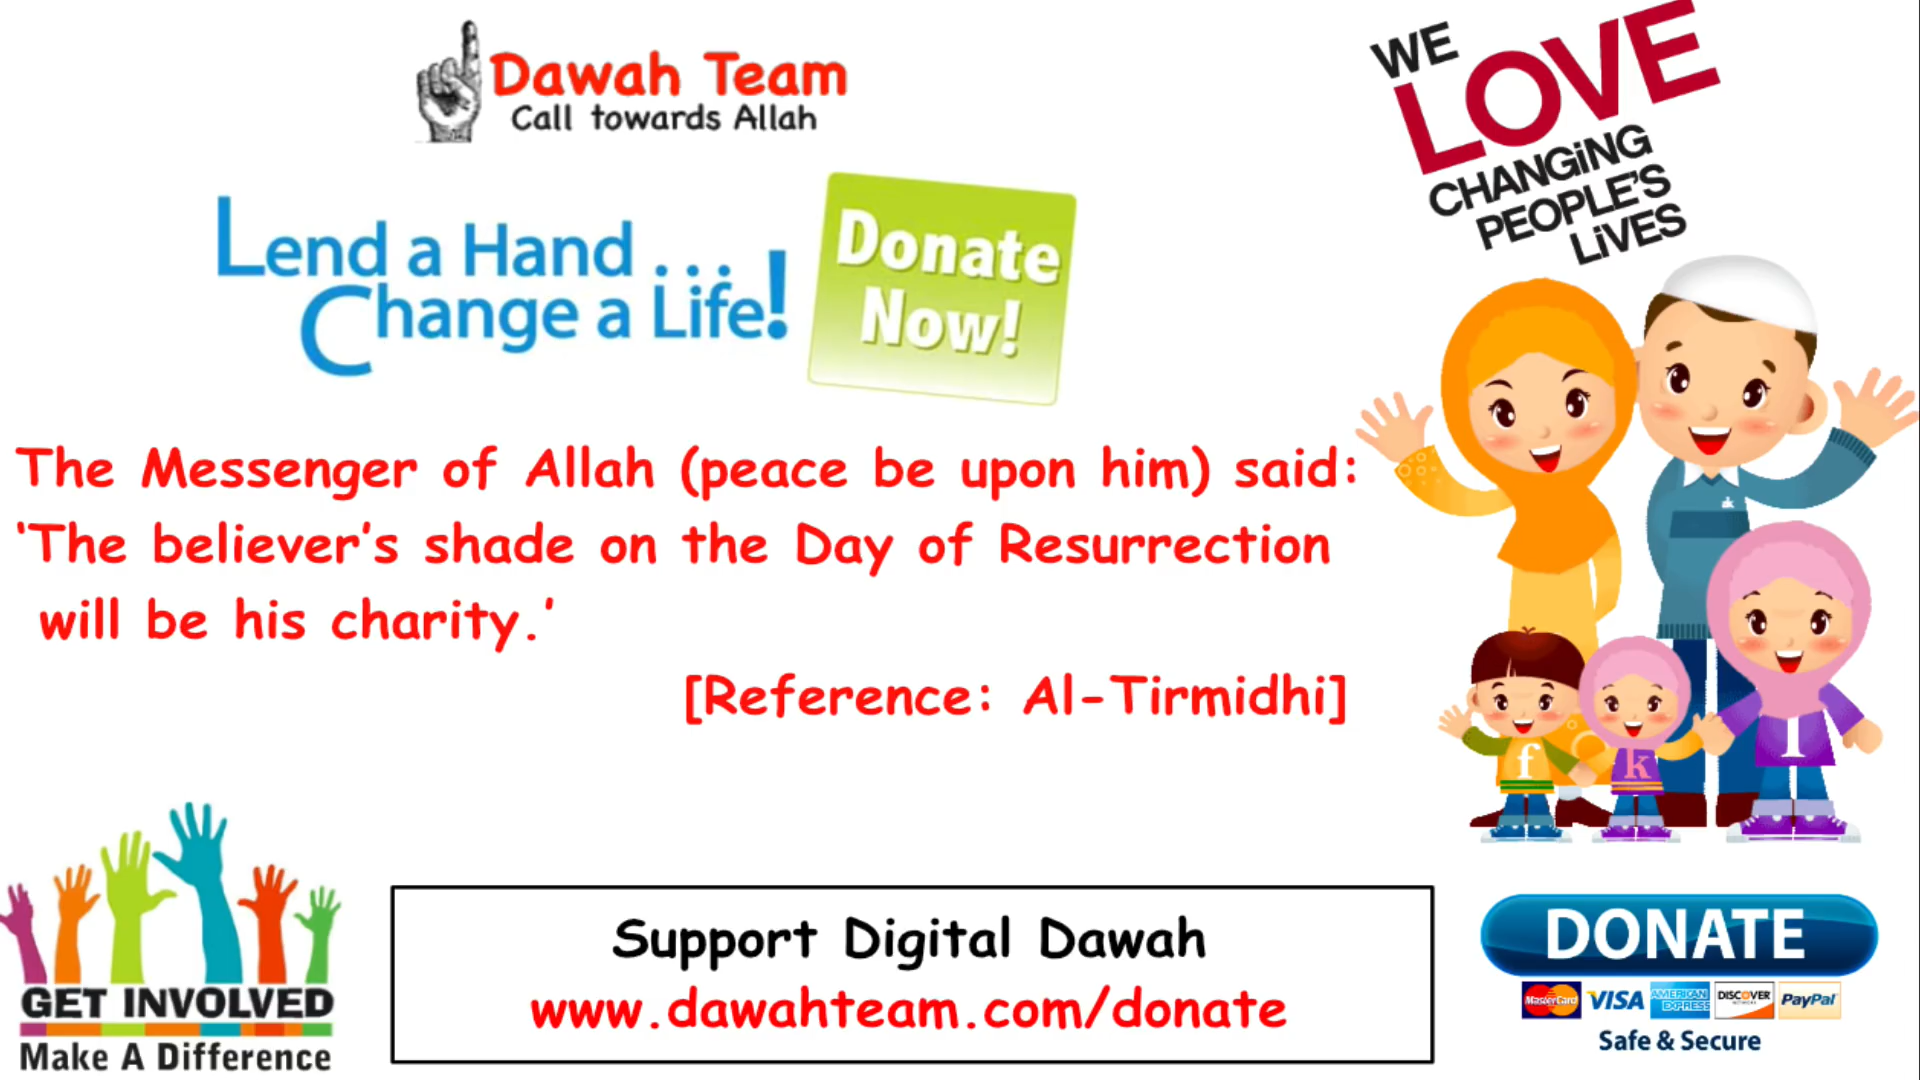 Dawah Team
Call towards Allah
WE
LOVE
CHANGiNG
PEOPLE'S
LiVES
Lend a Hand ...
Change a Life!
Donate
Now!
The Messenger of Allah (peace be upon him) said:
‘The believer’s shade on the Day of Resurrection
will be his charity.’
[Reference: Al-Tirmidhi]
f
k
l
GET INVOLVED
Make A Difference
Support Digital Dawah
www.dawahteam.com/donate
DONATE
MasterCard VISA AMERICAN EXPRESS DISCOVER PayPal
Safe & Secure